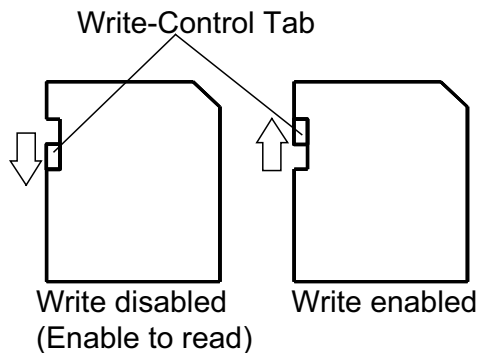 Write-Control Tab
Write disabled
(Enable to read)
Write enabled